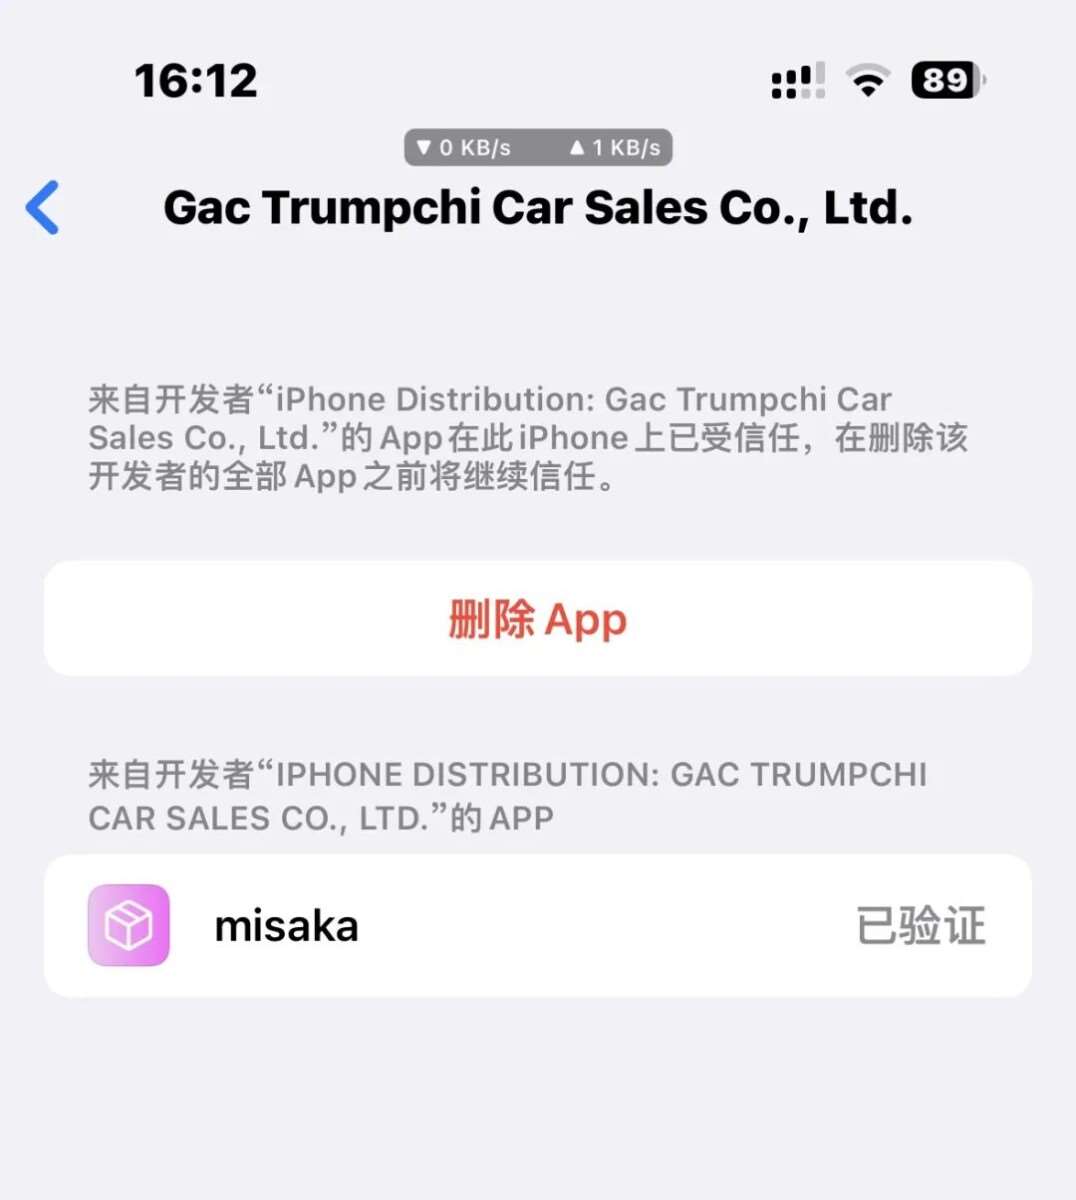 16:12
89
▼ 0 KB/s ▲ 1 KB/s
Gac Trumpchi Car Sales Co., Ltd.
来自开发者“iPhone Distribution: Gac Trumpchi Car
Sales Co., Ltd.”的 App 在此 iPhone 上已受信任，在删除该
开发者的全部 App 之前将继续信任。
删除 App
来自开发者“IPHONE DISTRIBUTION: GAC TRUMPCHI
CAR SALES CO., LTD.”的 APP
misaka 已验证